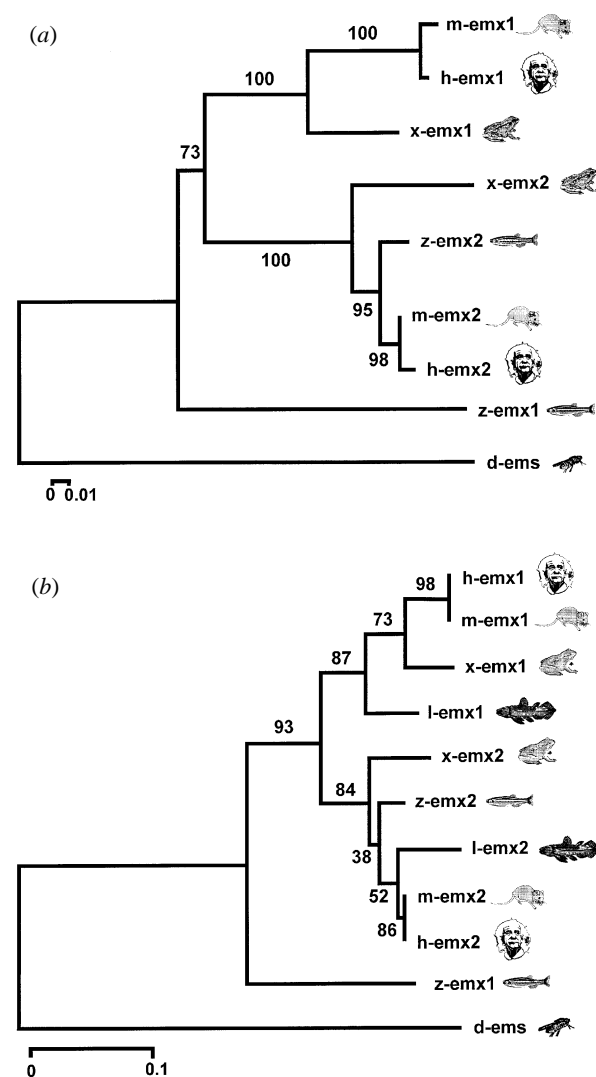 (a)
100
m-emx1
h-emx1
100
x-emx1
73
x-emx2
z-emx2
100
95
m-emx2
98
h-emx2
z-emx1
d-ems
0 0.01
(b)
98
h-emx1
m-emx1
73
x-emx1
87
l-emx1
93
x-emx2
84
z-emx2
38
l-emx2
52
m-emx2
86
h-emx2
z-emx1
d-ems
0 0.1